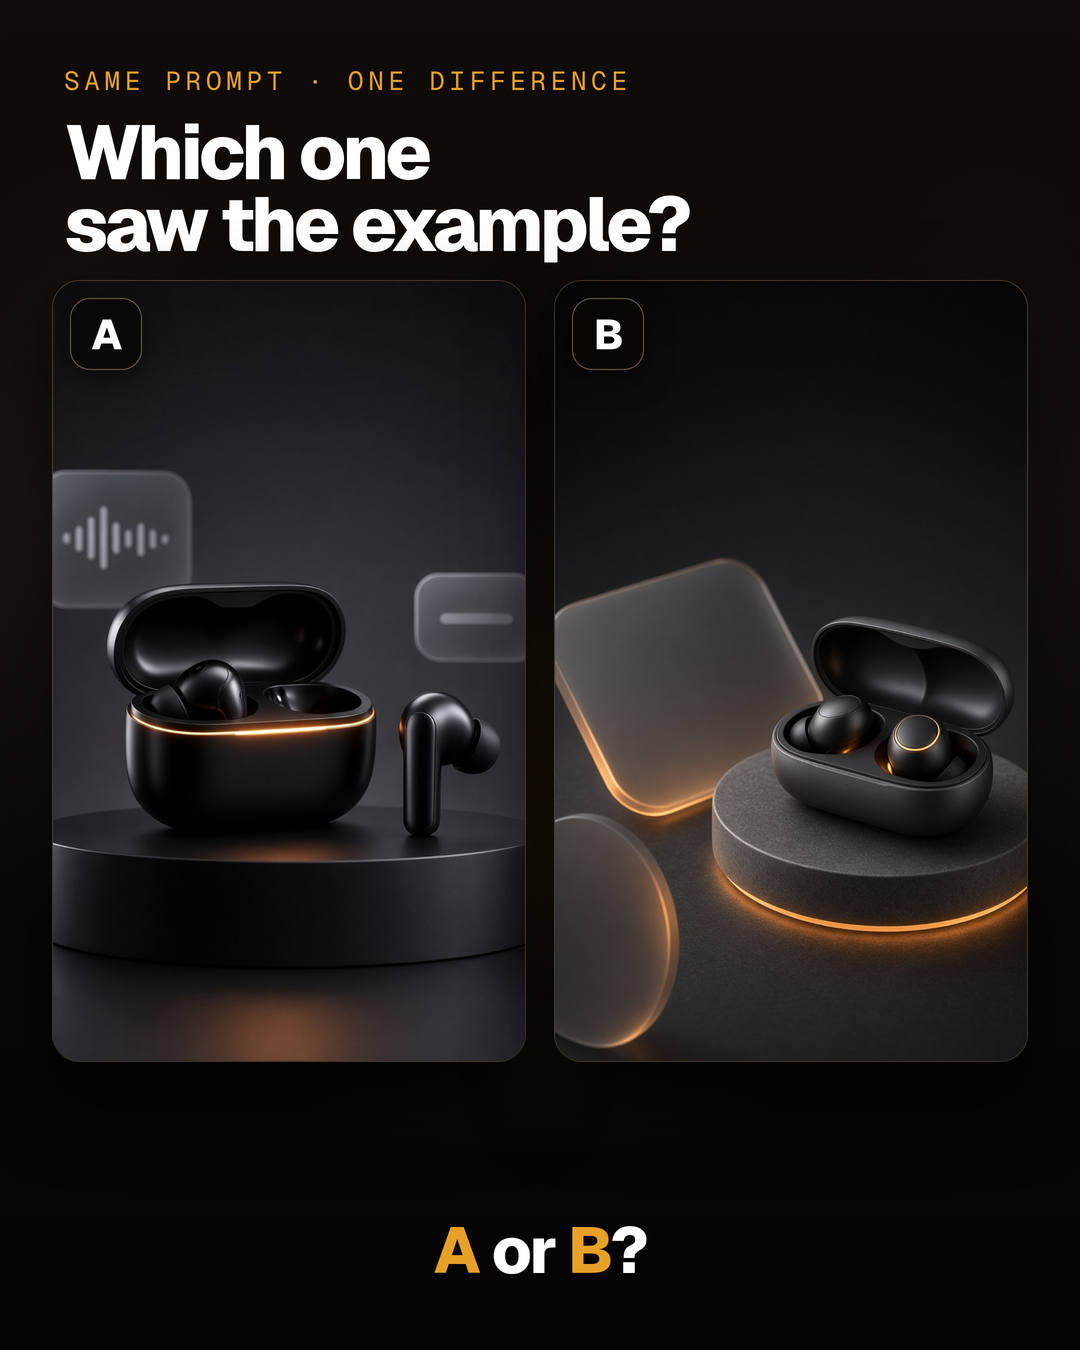 SAME PROMPT · ONE DIFFERENCE
Which one
saw the example?
A
B
A or B?